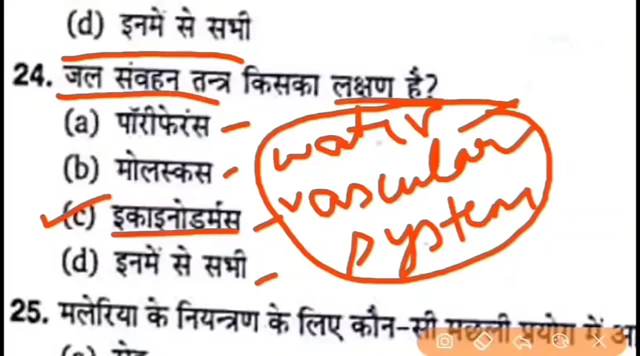 (d) इनमें से सभी
24. जल संवहन तन्त्र किसका लक्षण है?
(a) पॉरीफेरंस
(b) मोलस्कस
(c) इकाइनोडर्मस
(d) इनमें से सभी
water
vascular
system
25. मलेरिया के नियन्त्रण के लिए कौन-सी मछली प्रयोग में आ